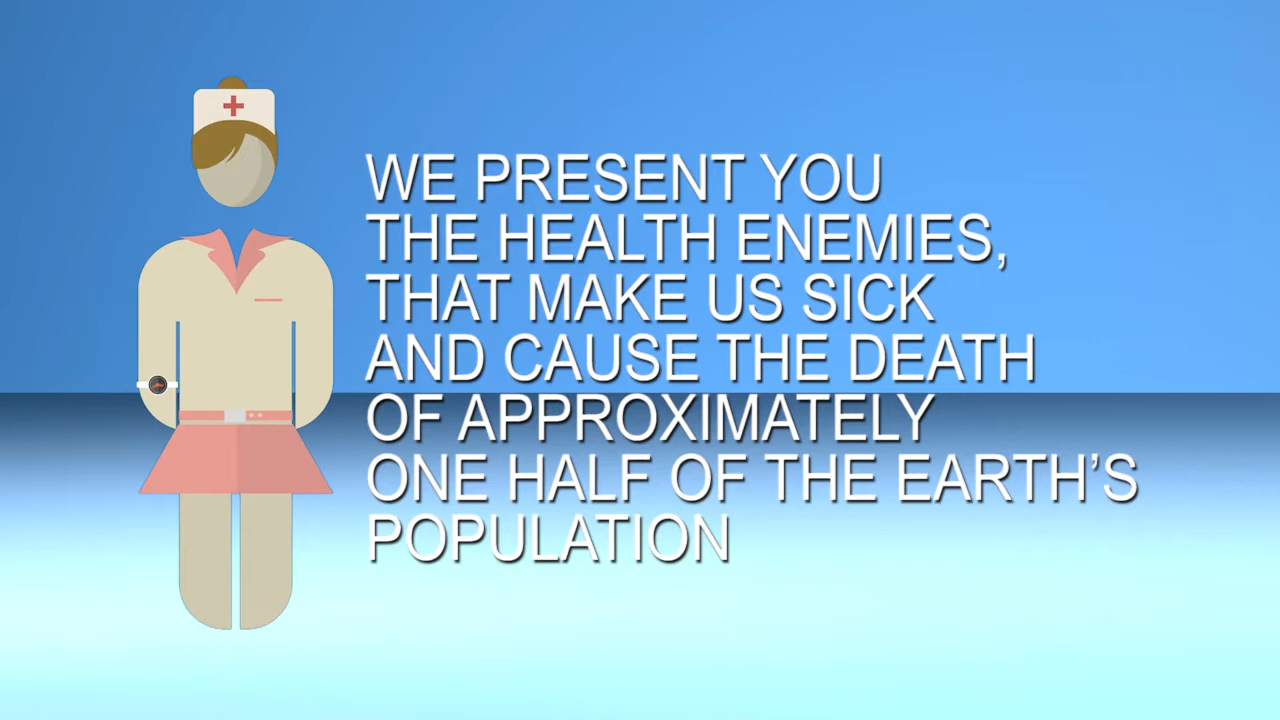 WE PRESENT YOU
THE HEALTH ENEMIES,
THAT MAKE US SICK
AND CAUSE THE DEATH
OF APPROXIMATELY
ONE HALF OF THE EARTH’S
POPULATION